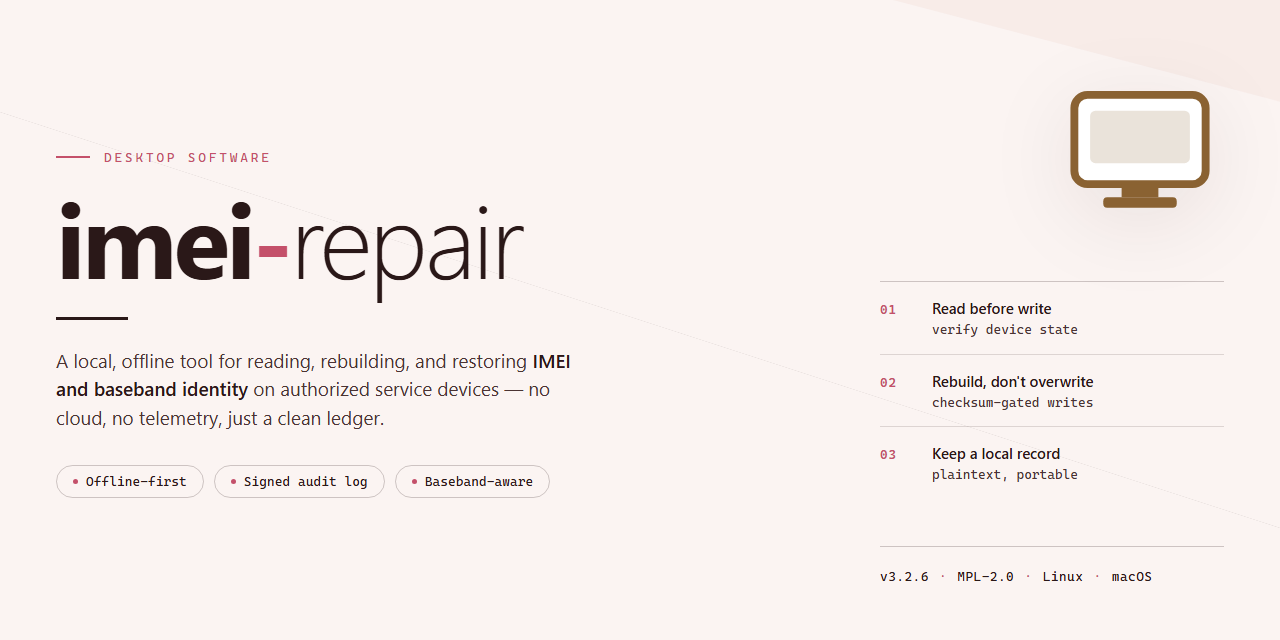 DESKTOP SOFTWARE
imei-repair
A local, offline tool for reading, rebuilding, and restoring IMEI
and baseband identity on authorized service devices — no
cloud, no telemetry, just a clean ledger.
Offline-first
Signed audit log
Baseband-aware
01 Read before write
verify device state
02 Rebuild, don't overwrite
checksum-gated writes
03 Keep a local record
plaintext, portable
v3.2.6 · MPL-2.0 · Linux · macOS